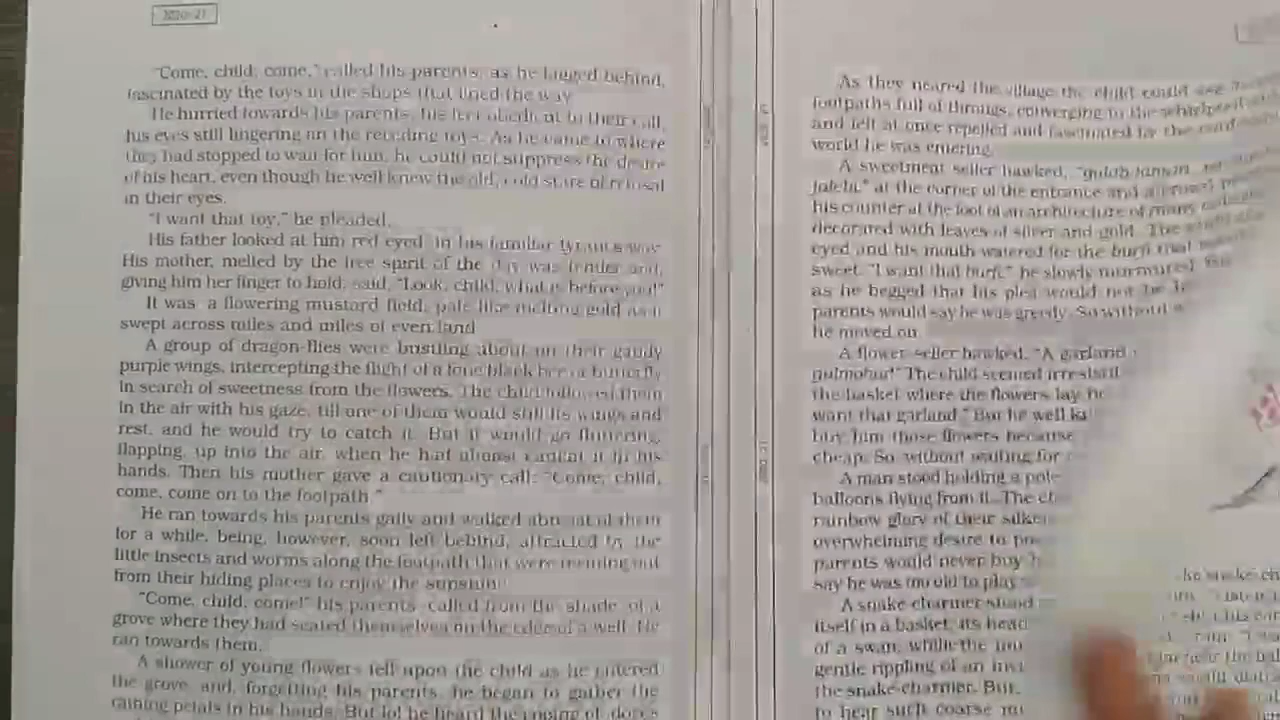 2020-21
"Come, child, come," called his parents, as he lagged behind,
fascinated by the toys in the shops that lined the way.
He hurried towards his parents, his feet obedient to their call,
his eyes still lingering on the receding toys. As he came to where
they had stopped to wait for him, he could not suppress the desire
of his heart, even though he well knew the old, cold stare of refusal
in their eyes.
"I want that toy," he pleaded.
His father looked at him red-eyed, in his familiar tyrant's way.
His mother, melted by the free spirit of the day was tender and,
giving him her finger to hold, said, "Look, child, what is before you!"
It was a flowering mustard-field, pale like melting gold as it
swept across miles and miles of even land.
A group of dragon-flies were bustling about on their gaudy
purple wings, intercepting the flight of a lone black bee or butterfly
in search of sweetness from the flowers. The child followed them
in the air with his gaze, till one of them would still its wings and
rest, and he would try to catch it. But it would go fluttering,
flapping, up into the air, when he had almost caught it in his
hands. Then his mother gave a cautionary call: "Come, child,
come, come on to the footpath."
He ran towards his parents gaily and walked abreast of them
for a while, being, however, soon left behind, attracted by the
little insects and worms along the footpath that were teeming out
from their hiding places to enjoy the sunshine.
"Come, child, come!" his parents called from the shade of a
grove where they had seated themselves on the edge of a well. He
ran towards them.
A shower of young flowers fell upon the child as he entered
the grove, and, forgetting his parents, he began to gather the
raining petals in his hands. But lo! he heard the cooing of doves
As they neared the village the child could see
footpaths full of throngs, converging to the whirlpool
and felt at once repelled and fascinated by the
world he was entering.
A sweetmeat seller hawked, "gulab-jaman,
jalebi," at the corner of the entrance and a crowd
his counter at the foot of an architecture of many
decorated with leaves of silver and gold. The
eyed and his mouth watered for the burfi that
sweet. "I want that burfi," he slowly murmured.
as he begged that his plea would not be
parents would say he was greedy. So without
he moved on.
A flower-seller hawked, "A garland
gulmohur!" The child seemed
the basket where the flowers lay,
want that garland." But he well
buy him those flowers because
cheap. So, without waiting for
A man stood holding a pole
balloons flying from it. The
rainbow glory of their
overwhelming desire to
parents would never buy
say he was too old to play
A snake-charmer stood
itself in a basket, its head
of a swan, while the
gentle rippling of an
the snake-charmer. But,
to hear such coarse